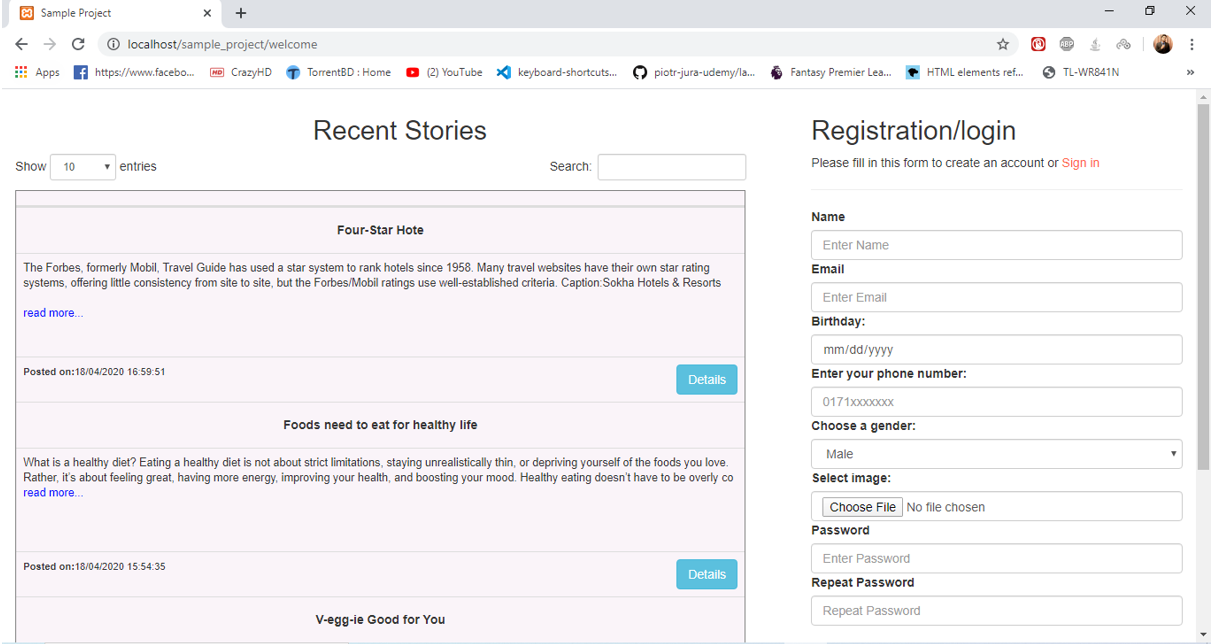 Sample Project
localhost/sample_project/welcome
ABP
Apps
https://www.facebo...
HD
CrazyHD
TorrentBD : Home
(2) YouTube
keyboard-shortcuts...
piotr-jura-udemy/la...
Fantasy Premier Lea...
HTML elements ref...
TL-WR841N
»
Recent Stories
Show 10 entries
Search:
Four-Star Hote
The Forbes, formerly Mobil, Travel Guide has used a star system to rank hotels since 1958. Many travel websites have their own star rating
systems, offering little consistency from site to site, but the Forbes/Mobil ratings use well-established criteria. Caption:Sokha Hotels & Resorts
read more...
Posted on:18/04/2020 16:59:51
Details
Foods need to eat for healthy life
What is a healthy diet? Eating a healthy diet is not about strict limitations, staying unrealistically thin, or depriving yourself of the foods you love.
Rather, it's about feeling great, having more energy, improving your health, and boosting your mood. Healthy eating doesn't have to be overly co
read more...
Posted on:18/04/2020 15:54:35
Details
V-egg-ie Good for You
Registration/login
Please fill in this form to create an account or Sign in
Name
Enter Name
Email
Enter Email
Birthday:
mm/dd/yyyy
Enter your phone number:
0171xxxxxxx
Choose a gender:
Male
Select image:
Choose File No file chosen
Password
Enter Password
Repeat Password
Repeat Password